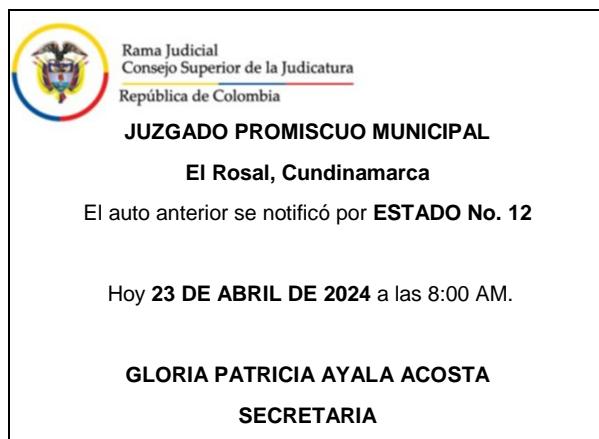 Rama Judicial
Consejo Superior de la Judicatura
República de Colombia
JUZGADO PROMISCUO MUNICIPAL
El Rosal, Cundinamarca
El auto anterior se notificó por ESTADO No. 12
Hoy 23 DE ABRIL DE 2024 a las 8:00 AM.
GLORIA PATRICIA AYALA ACOSTA
SECRETARIA